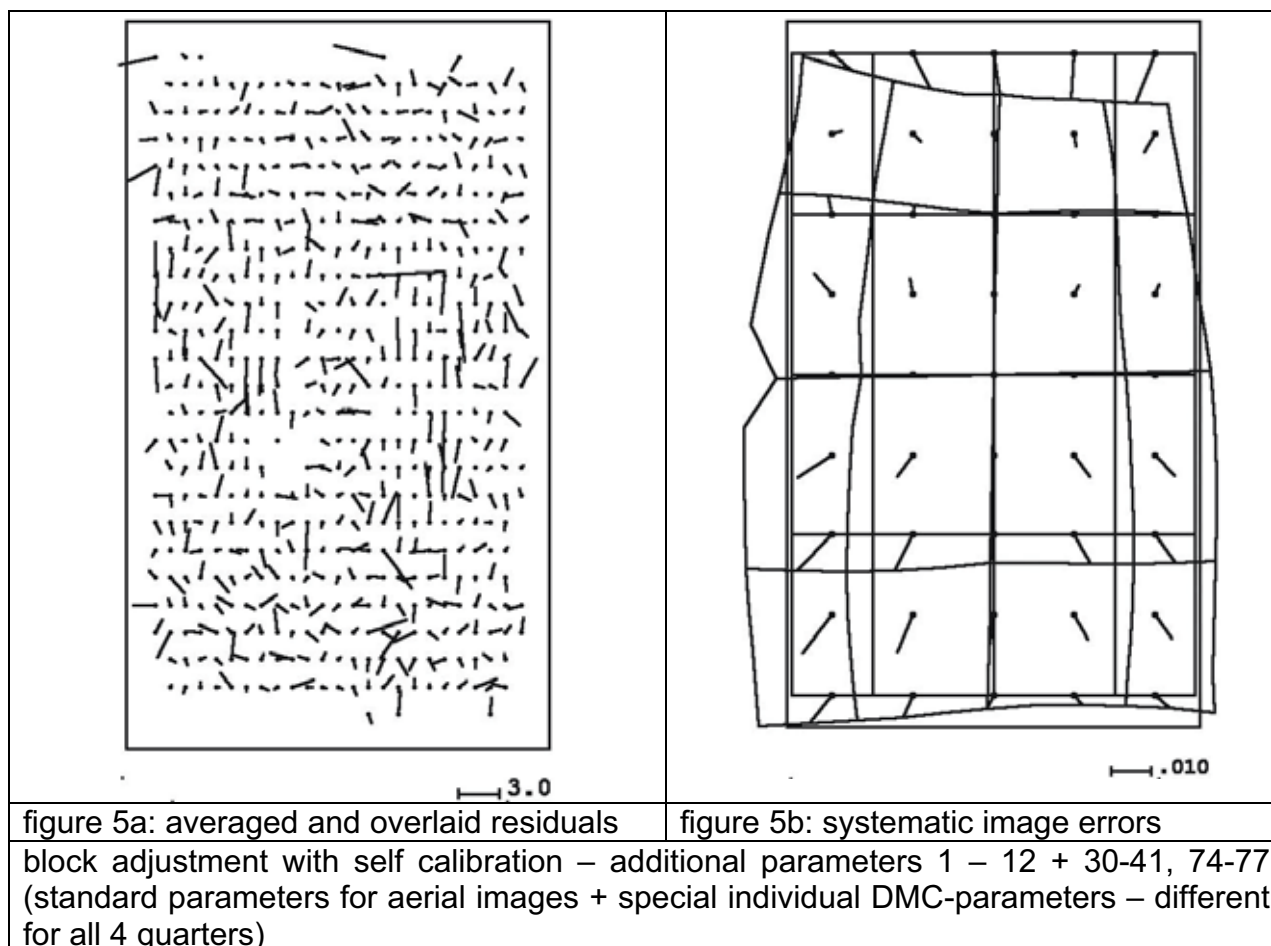 3.0
.010
figure 5a: averaged and overlaid residuals
figure 5b: systematic image errors
block adjustment with self calibration – additional parameters 1 – 12 + 30-41, 74-77
(standard parameters for aerial images + special individual DMC-parameters – different
for all 4 quarters)